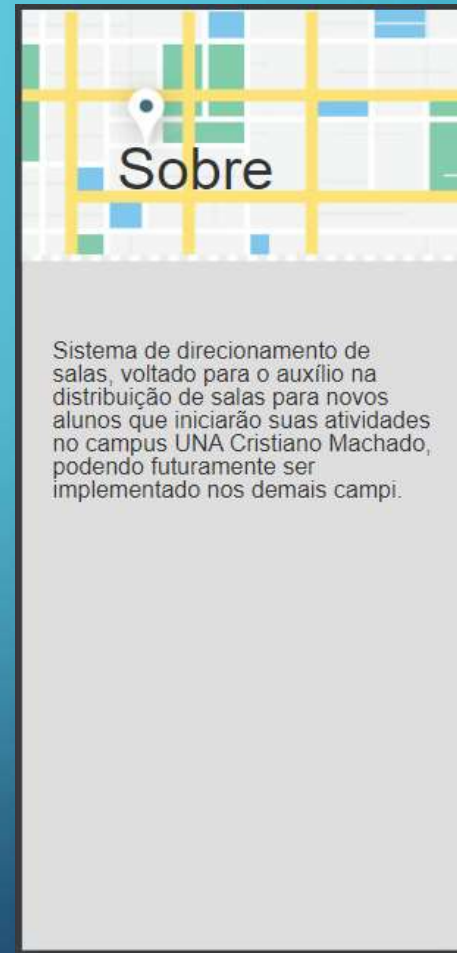 Sobre
Sistema de direcionamento de
salas, voltado para o auxílio na
distribuição de salas para novos
alunos que iniciarão suas atividades
no campus UNA Cristiano Machado,
podendo futuramente ser
implementado nos demais campi.